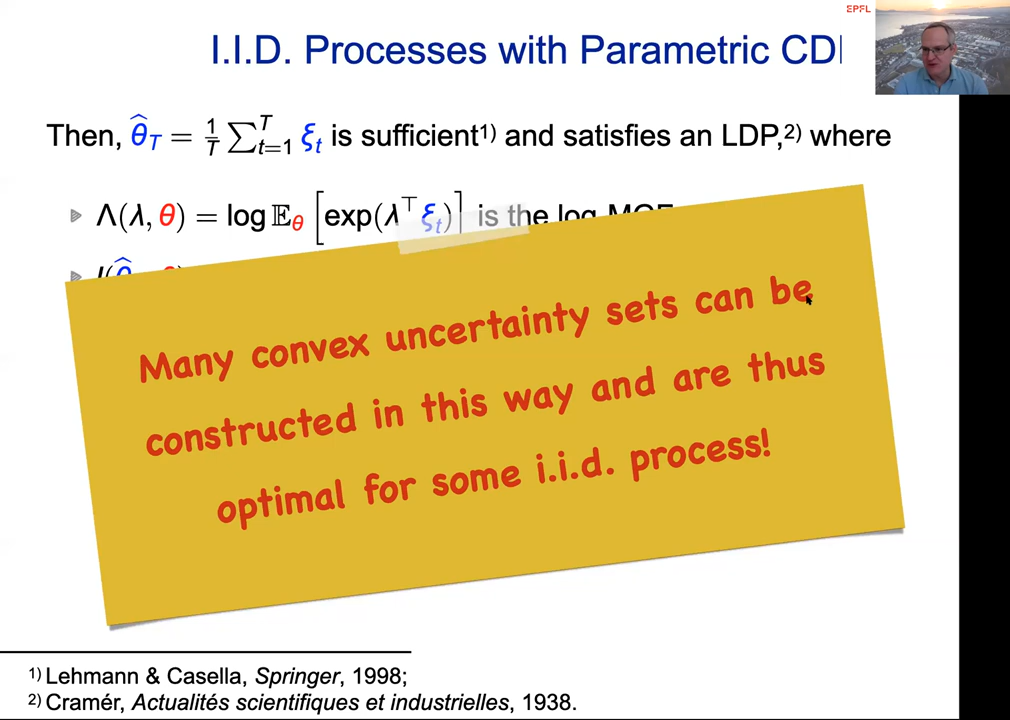 EPFL
I.I.D. Processes with Parametric CD
Then, θ̂_T = 1/T ∑_{t=1}^T ξ_t is sufficient¹⁾ and satisfies an LDP,²⁾ where
Λ(λ, θ) = log 𝔼_θ [exp(λ^⊤ ξ_t)] is the log-MGF
Many convex uncertainty sets can be
constructed in this way and are thus
optimal for some i.i.d. process!
¹⁾ Lehmann & Casella, Springer, 1998;
²⁾ Cramér, Actualités scientifiques et industrielles, 1938.